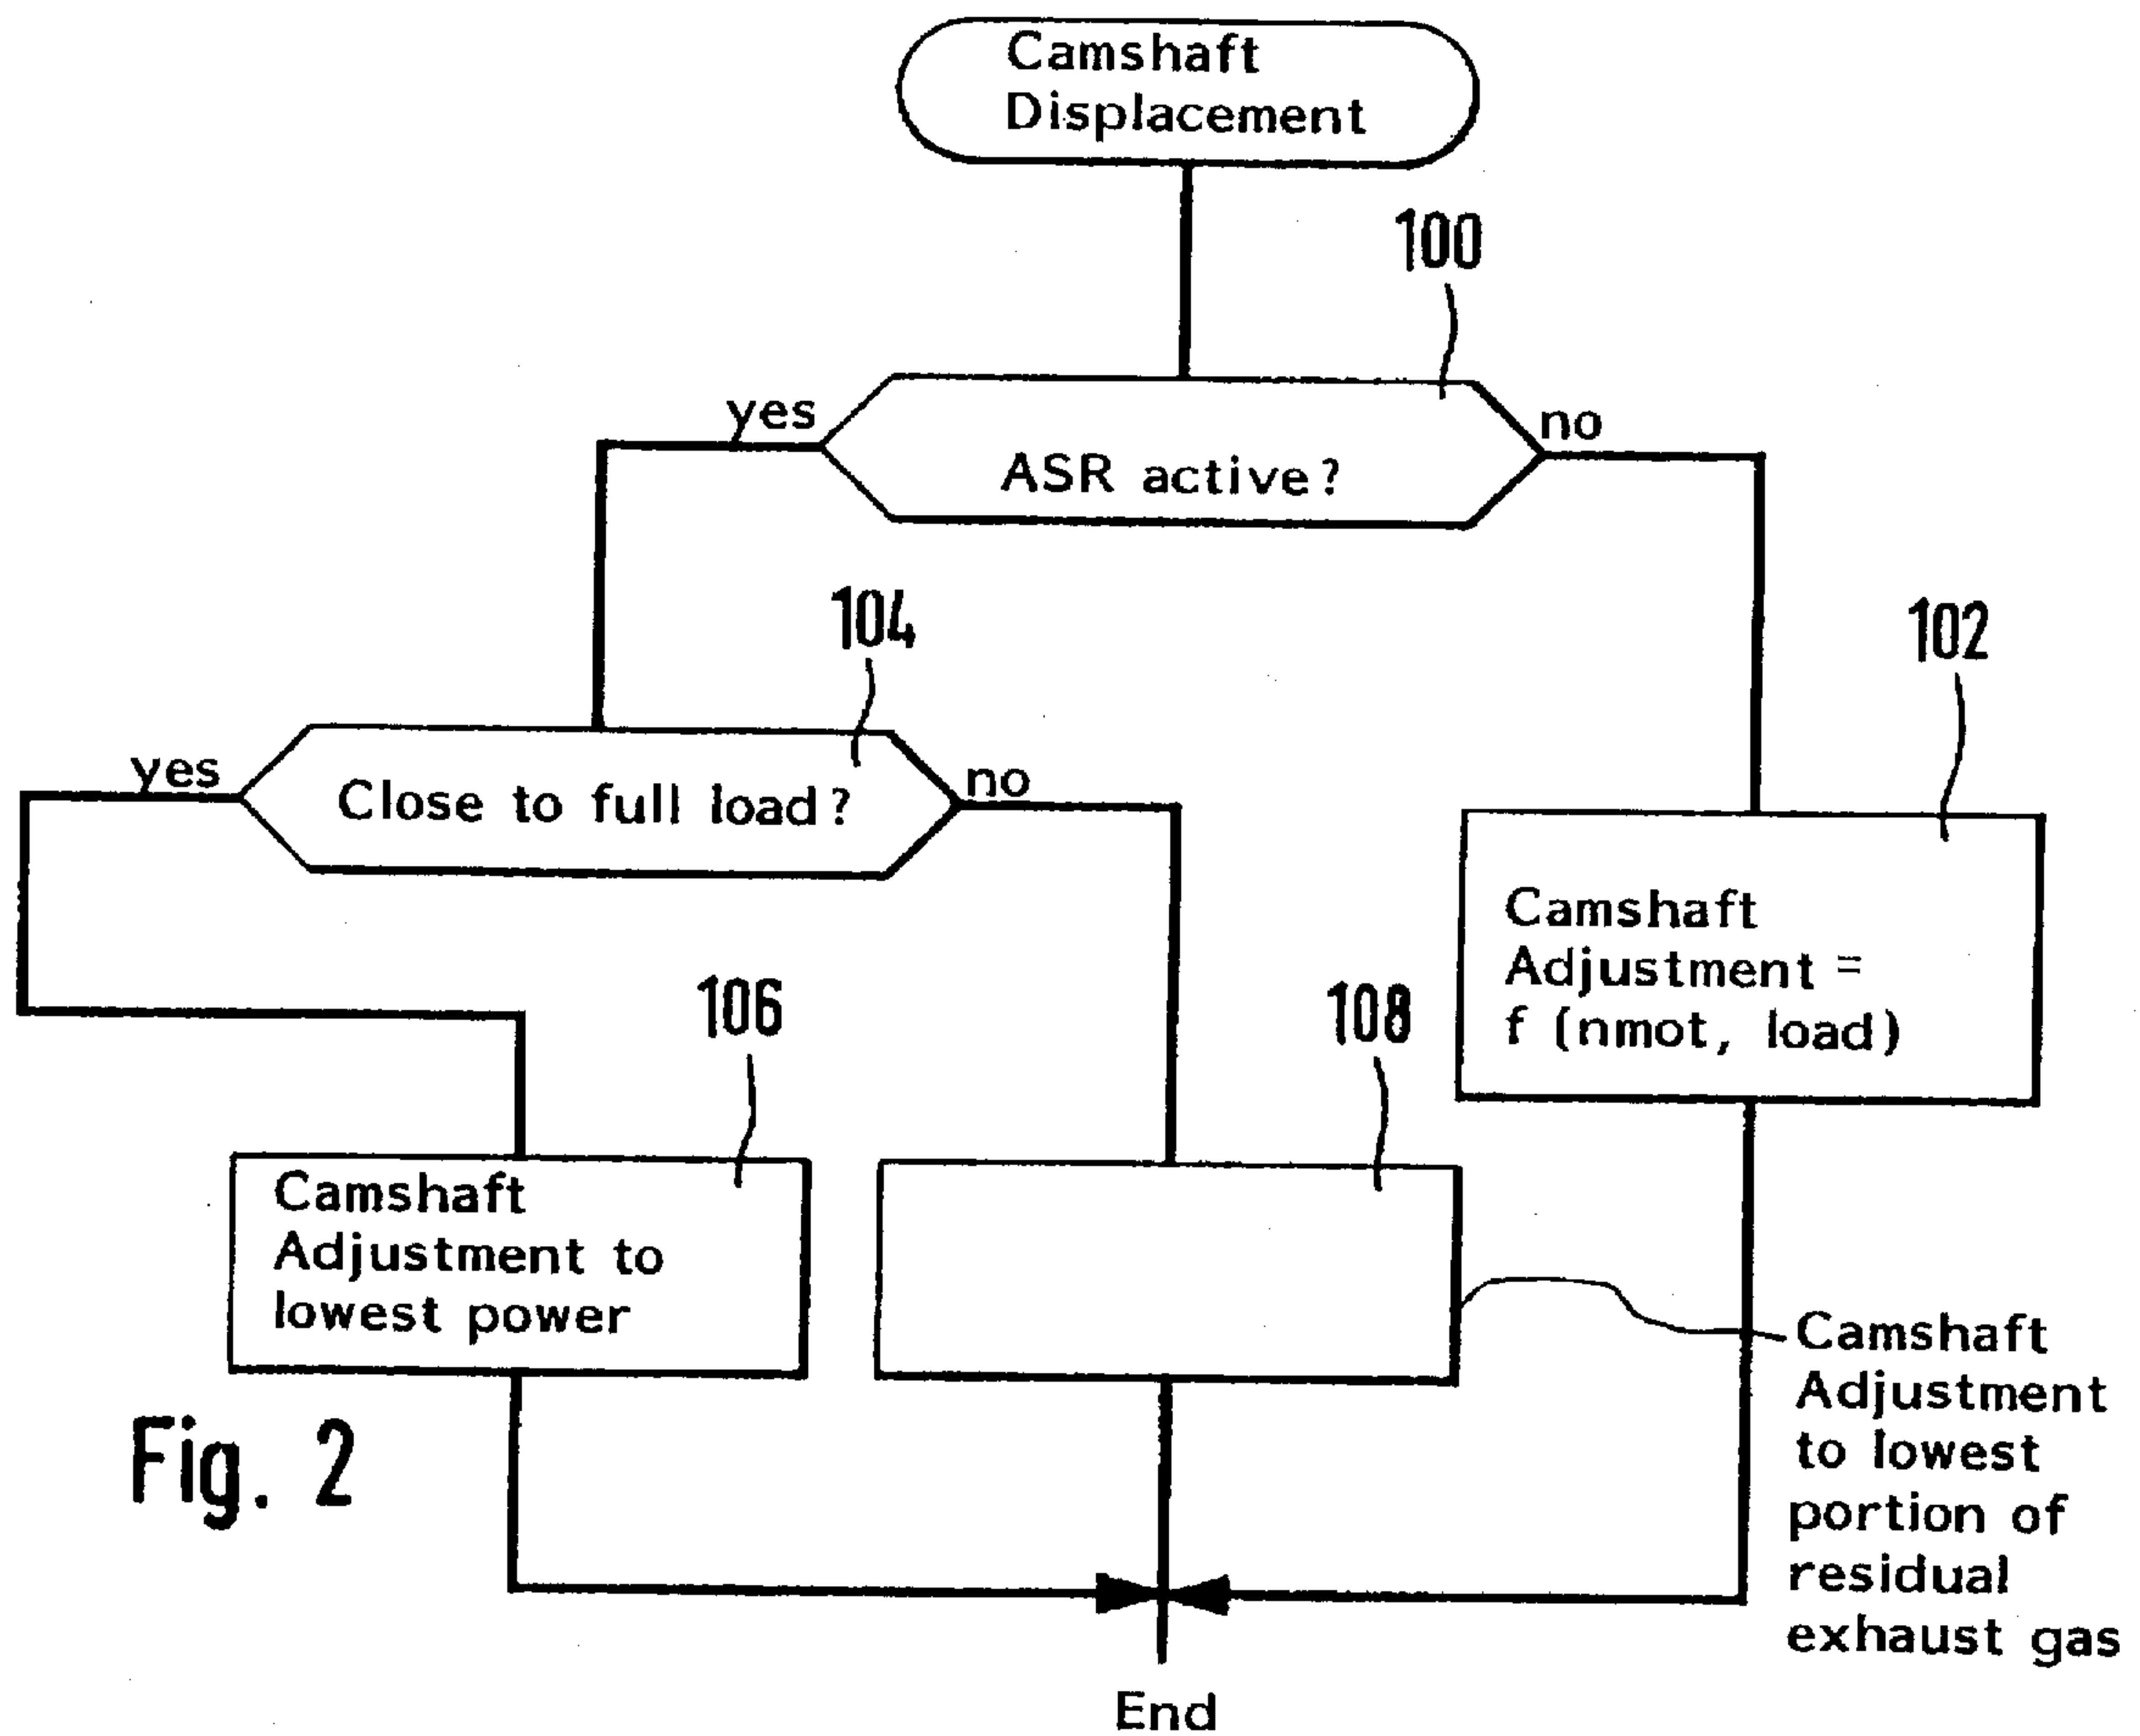 Camshaft
Displacement
100
yes
no
ASR active?
104
102
yes
no
Close to full load?
Camshaft
Adjustment =
f (nmot, load)
106
108
Camshaft
Adjustment to
lowest power
Camshaft
Adjustment
to lowest
portion of
residual
exhaust gas
Fig. 2
End